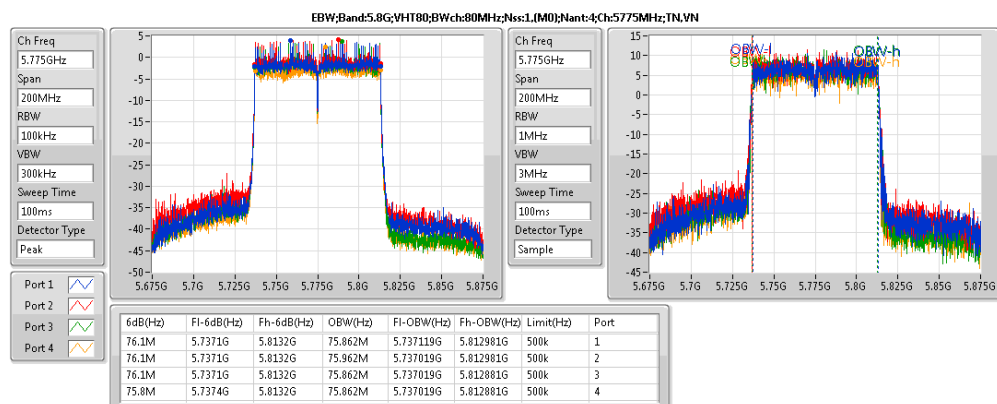 EBW;Band:5.8G;VHT80;BWch:80MHz;Nss:1,(M0);Nant:4;Ch:5775MHz;TN,VN
Ch Freq
5.775GHz
Span
200MHz
RBW
100kHz
VBW
300kHz
Sweep Time
100ms
Detector Type
Peak
5
0
-5
-10
-15
-20
-25
-30
-35
-40
-45
-50
5.675G 5.7G 5.725G 5.75G 5.775G 5.8G 5.825G 5.85G 5.875G
Ch Freq
5.775GHz
Span
200MHz
RBW
1MHz
VBW
3MHz
Sweep Time
100ms
Detector Type
Sample
15
10
5
0
-5
-10
-15
-20
-25
-30
-35
-40
-45
OBW-l OBW-h
OBW-h
5.675G 5.7G 5.725G 5.75G 5.775G 5.8G 5.825G 5.85G 5.875G
Port 1
Port 2
Port 3
Port 4
6dB(Hz) Fl-6dB(Hz) Fh-6dB(Hz) OBW(Hz) Fl-OBW(Hz) Fh-OBW(Hz) Limit(Hz) Port
76.1M 5.7371G 5.8132G 75.862M 5.737119G 5.812981G 500k 1
76.1M 5.7371G 5.8132G 75.962M 5.737019G 5.812981G 500k 2
76.1M 5.7371G 5.8132G 75.862M 5.737019G 5.812881G 500k 3
75.8M 5.7374G 5.8132G 75.862M 5.737019G 5.812881G 500k 4